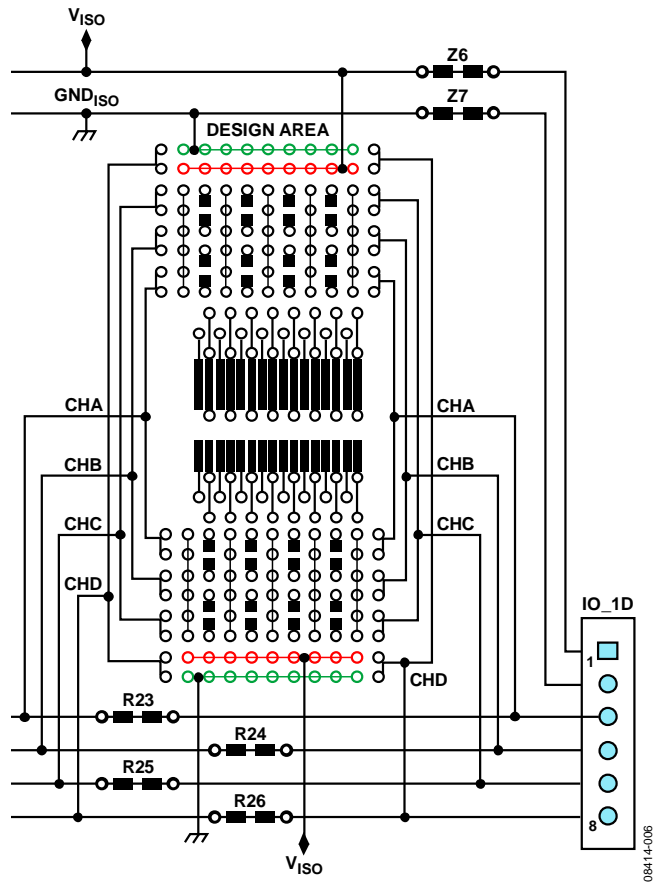 VISO
Z6
GNDISO
Z7
DESIGN AREA
CHA
CHA
CHB
CHB
CHC
CHC
CHD
IO_1D
1
CHD
R23
R24
R25
R26
8
VISO
08414-006